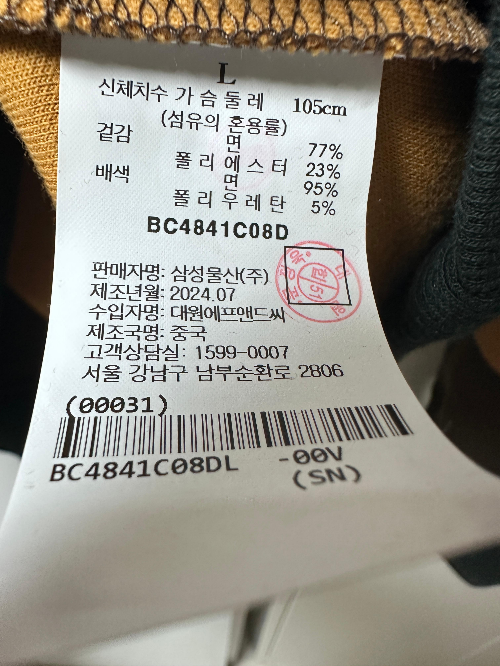 L
신체치수 가 슴 둘 레 105cm
(섬유의 혼용률)
겉감 면 77%
폴 리 에 스 터 23%
배색 면 95%
폴 리 우 레 탄 5%
BC4841C08D
판매자명: 삼성물산(주)
제조년월: 2024.07
수입자명: 대원에프앤드씨
제조국명: 중국
고객상담실: 1599-0007
서울 강남구 남부순환로 2806
(00031)
BC4841C08DL -00V
(SN)